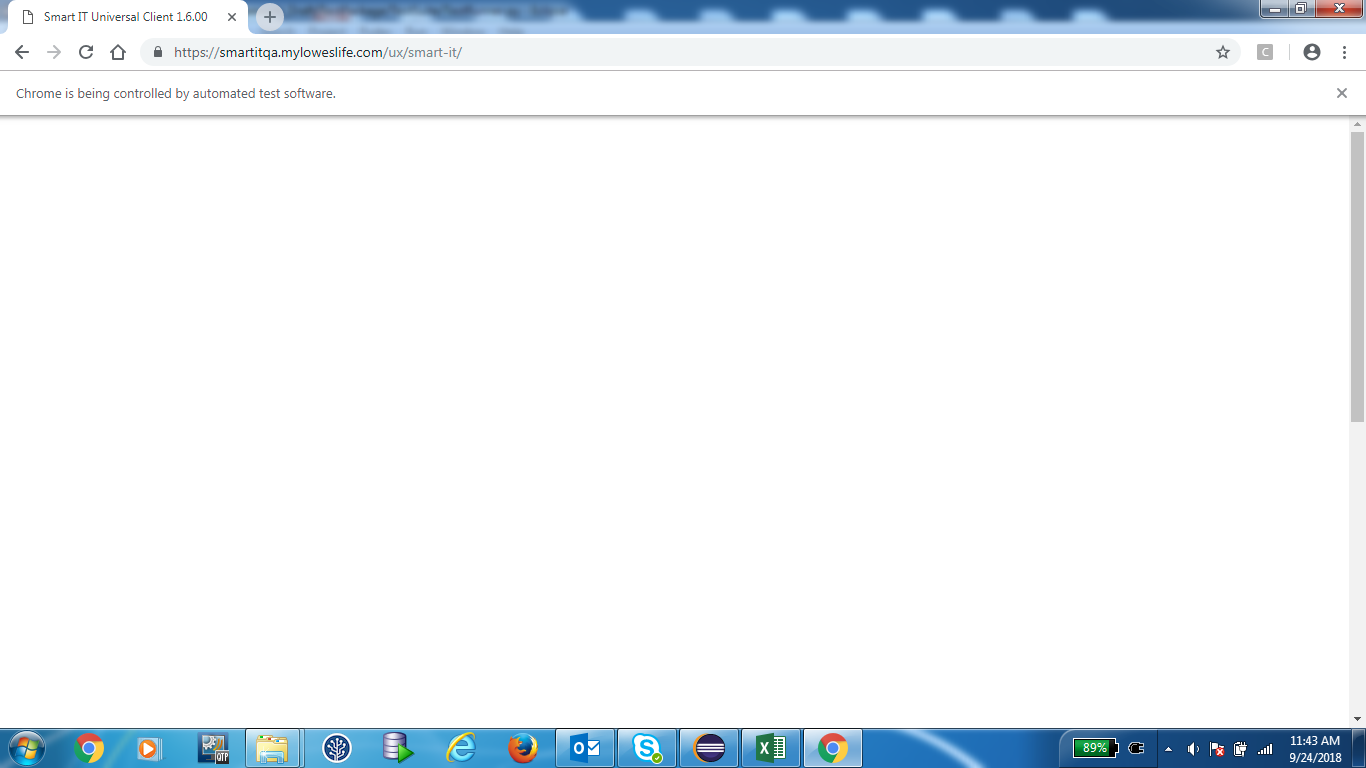 Smart IT Universal Client 1.6.00
https://smartitqa.myloweslife.com/ux/smart-it/
C
Chrome is being controlled by automated test software.
QTP
89%
11:43 AM
9/24/2018